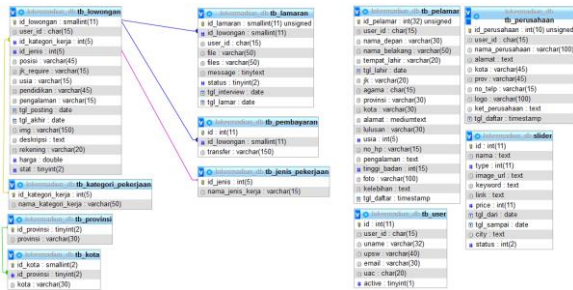 tb_lowongan
id_lowongan : smallint(11)
user_id : char(15)
id_kategori_kerja : int(5)
id_jenis : int(5)
posisi : varchar(45)
jk_require : varchar(15)
usia : varchar(15)
pendidikan : varchar(45)
pengalaman : varchar(15)
tgl_posting : date
tgl_akhir : date
img : varchar(150)
deskripsi : text
rekening : varchar(20)
harga : double
stat : tinyint(2)
tb_kategori_pekerjaan
id_kategori_kerja : int(5)
nama_kategori_kerja : varchar(50)
tb_provinsi
id_provinsi : tinyint(2)
provinsi : varchar(30)
tb_kota
id_kota : smallint(2)
id_provinsi : tinyint(2)
kota : varchar(30)
tb_lamaran
id_lamaran : smallint(11) unsigned
id_lowongan : smallint(11)
user_id : char(15)
file : varchar(50)
files : varchar(50)
message : tinytext
status : tinyint(2)
tgl_interview : date
tgl_lamar : date
tb_pembayaran
id : int(11)
id_lowongan : smallint(11)
transfer : varchar(150)
tb_jenis_pekerjaan
id_jenis : int(5)
nama_jenis_kerja : varchar(15)
tb_pelamar
id_pelamar : int(32) unsigned
user_id : char(15)
nama_depan : varchar(30)
nama_belakang : varchar(50)
tempat_lahir : varchar(20)
tgl_lahir : date
jk : varchar(20)
agama : char(15)
provinsi : varchar(30)
kota : varchar(30)
alamat : mediumtext
lulusan : varchar(30)
usia : int(5)
no_hp : varchar(15)
pengalaman : text
tinggi_badan : int(15)
foto : varchar(100)
kelebihan : text
tgl_daftar : timestamp
tb_user
id : int(11)
user_id : char(15)
uname : varchar(32)
upsw : varchar(40)
email : varchar(30)
uac : char(20)
active : tinyint(1)
tb_perusahaan
id_perusahaan : int(10) unsigned
user_id : char(15)
nama_perusahaan : varchar(100)
alamat : text
kota : varchar(45)
prov : varchar(45)
no_telp : varchar(15)
logo : varchar(100)
ket_perusahaan : text
tgl_daftar : timestamp
slider
id : int(11)
nama : text
type : int(11)
image_url : text
keyword : text
link : text
price : int(11)
tgl_dari : date
tgl_sampai : date
city : text
status : int(2)